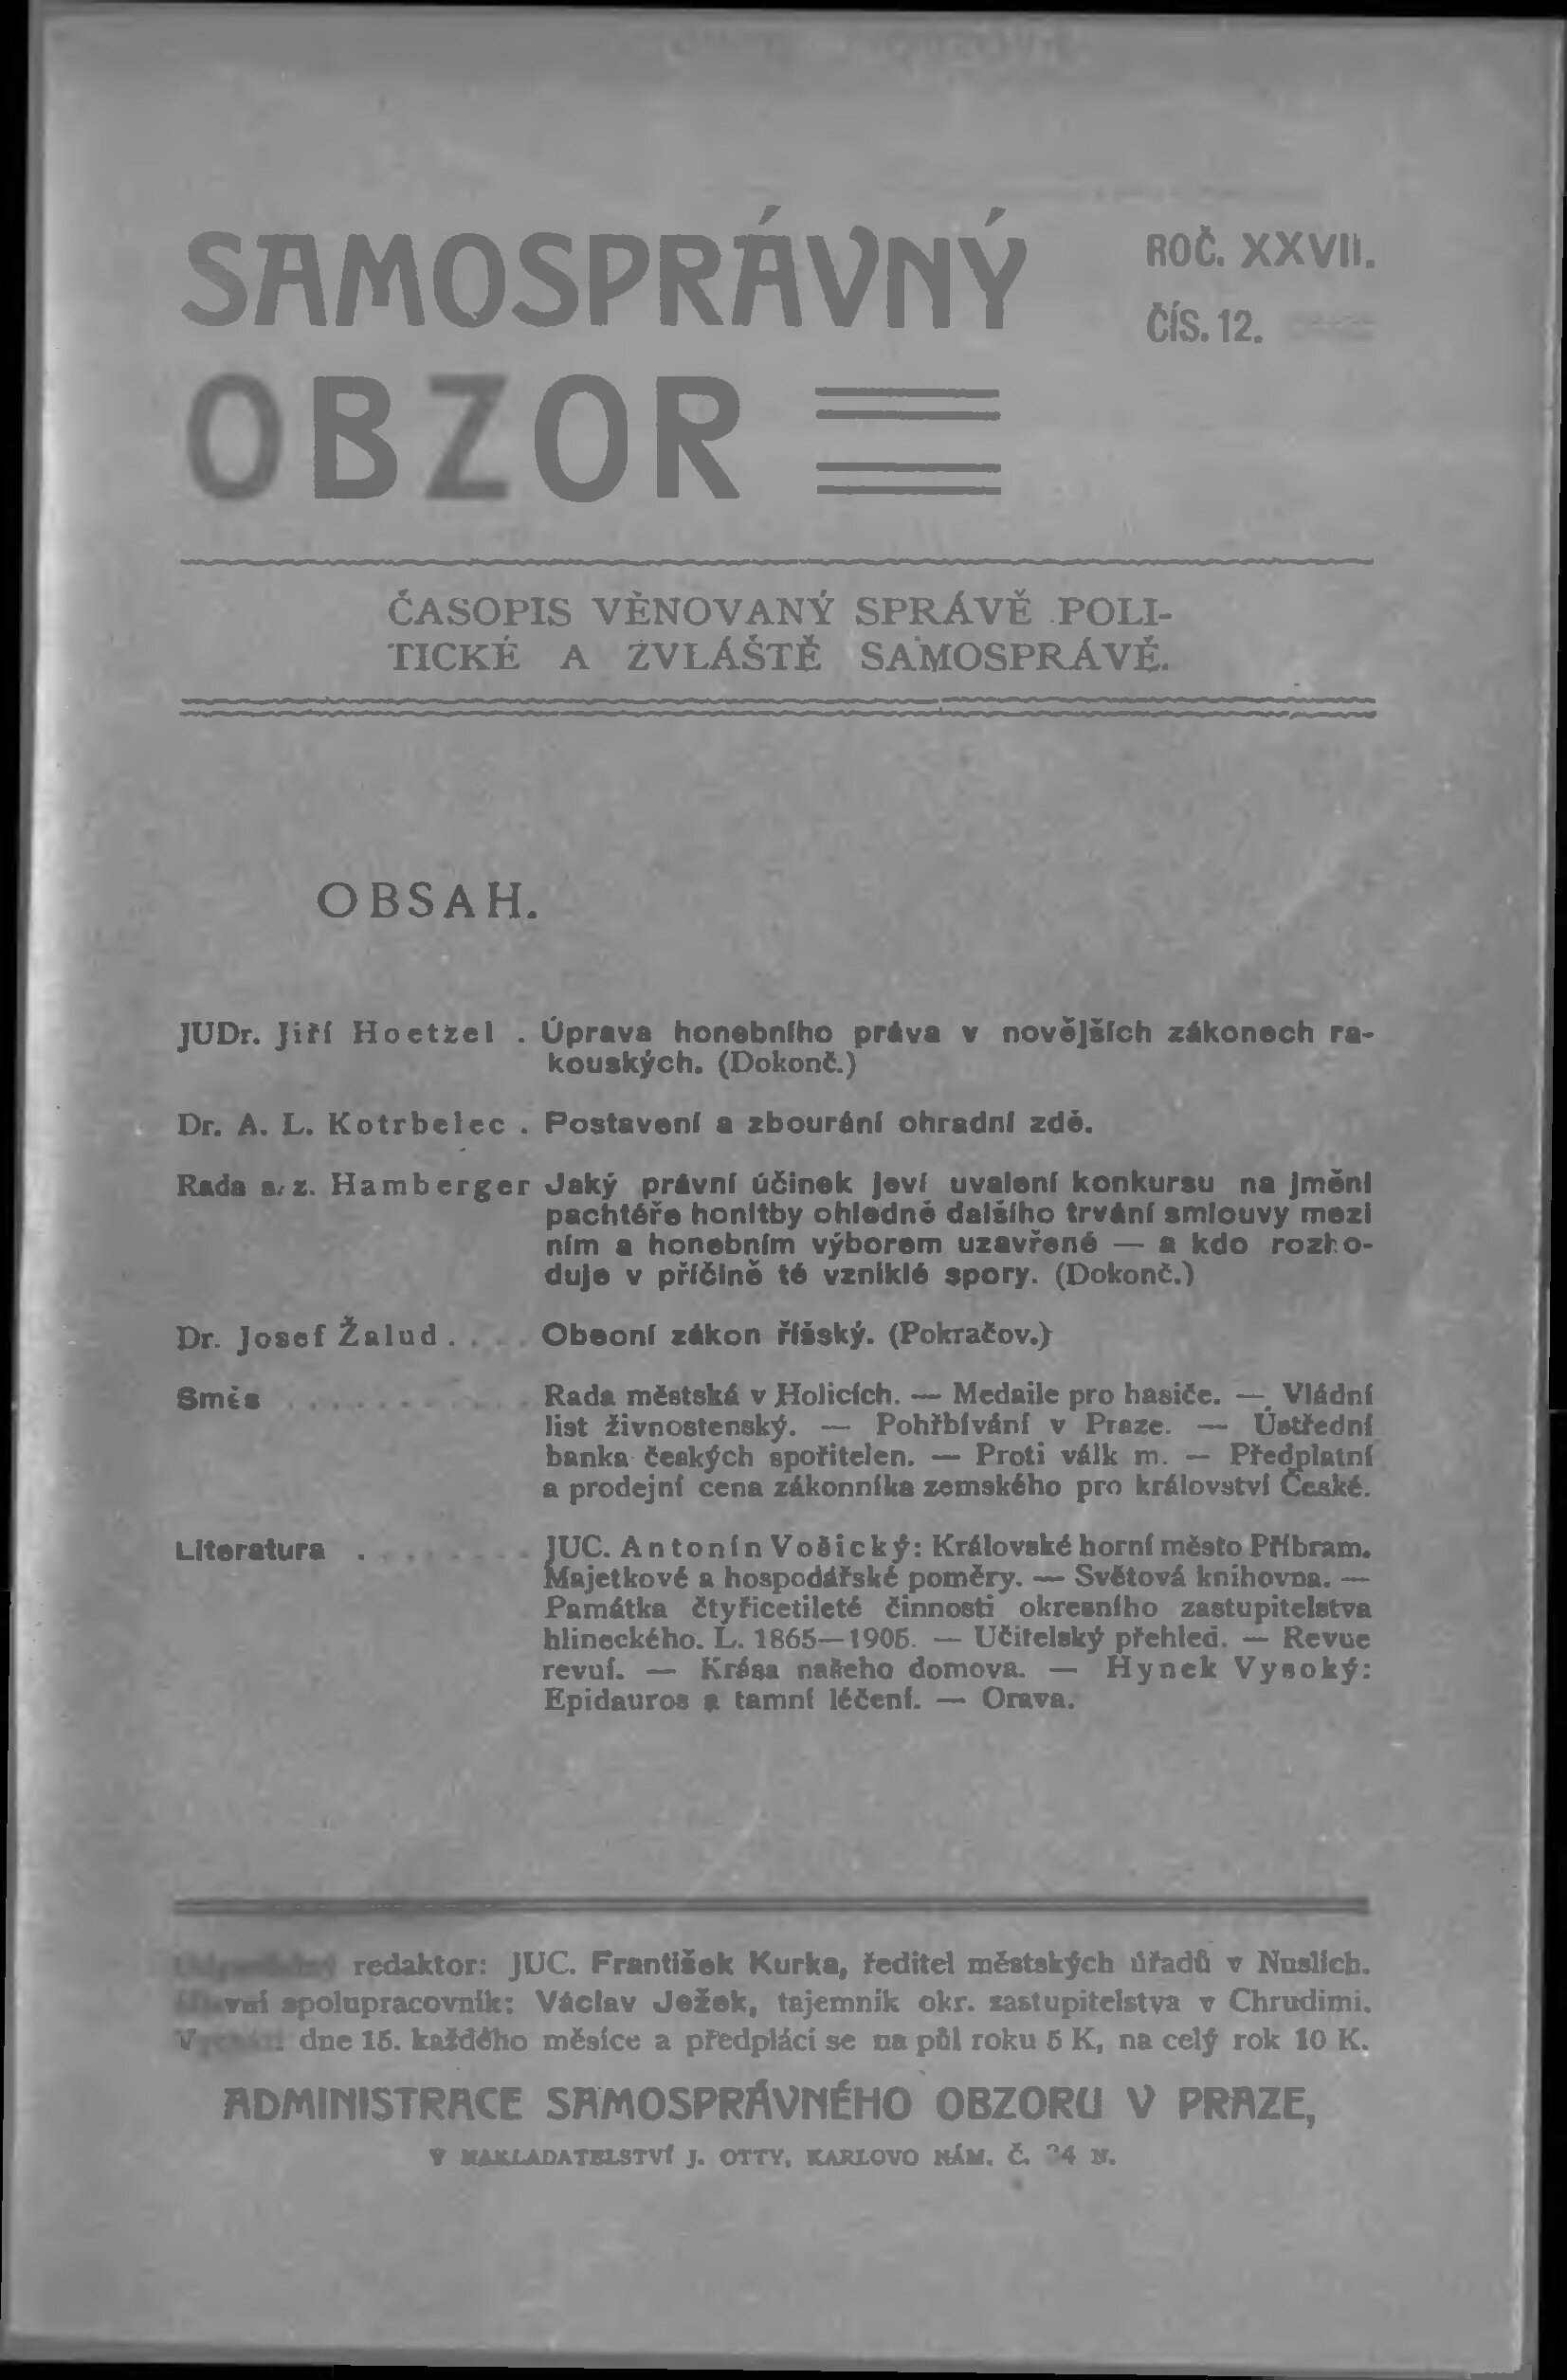 SAMOSPRÁVNÝ
OBZOR
ROČ. XXVII.
ČÍS. 12.
ČASOPIS VĚNOVANÝ SPRÁVĚ POLI-
TICKÉ A ZVLÁŠTĚ SAMOSPRÁVĚ.
OBSAH.
JUDr. Jiří Hoetzel . Úprava honebního práva v novějších zákonech ra-
kouských. (Dokonč.)
Dr. A. L. Kotrbelec . Postavení a zbourání ohradní zdě.
Rada s. z. Hamberger Jaký právní účinek jeví uvalení konkursu na jmění
pachtéře honitby ohledně dalšího trvání smlouvy mezi
ním a honebním výborem uzavřené — a kdo rozho-
duje v příčině té vzniklé spory. (Dokonč.)
Dr. Josef Žalud . . . . Obecní zákon říšský. (Pokračov.)
Směs . . . . . . . . . . Rada městská v Holicích. — Medaile pro hasiče. — Vládní
list živnostenský. — Pohřbívání v Praze. — Ústřední
banka českých spořitelen. — Proti válk m. — Předplatní
a prodejní cena zákonníka zemského pro království České.
Literatura . . . . . . . JUC. Antonín Vošický: Královské horní město Příbram.
Majetkové a hospodářské poměry. — Světová knihovna. —
Památka čtyřicetileté činnosti okresního zastupitelstva
hlineckého. L. 1865—1905. — Učitelský přehled. — Revue
revuí. — Krása našeho domova. — Hynek Vysoký:
Epidauros a tamní léčení. — Orava.
redaktor: JUC. František Kurka, ředitel městských úřadů v Nuslích.
spolupracovník: Václav Ježek, tajemník okr. zastupitelstva v Chrudimi.
dne 15. každého měsíce a předplácí se na půl roku 5 K, na celý rok 10 K.
ADMINISTRACE SAMOSPRÁVNÉHO OBZORU V PRAZE,
V NAKLADATELSTVÍ J. OTTY, KARLOVO NÁM. Č. 34 N.